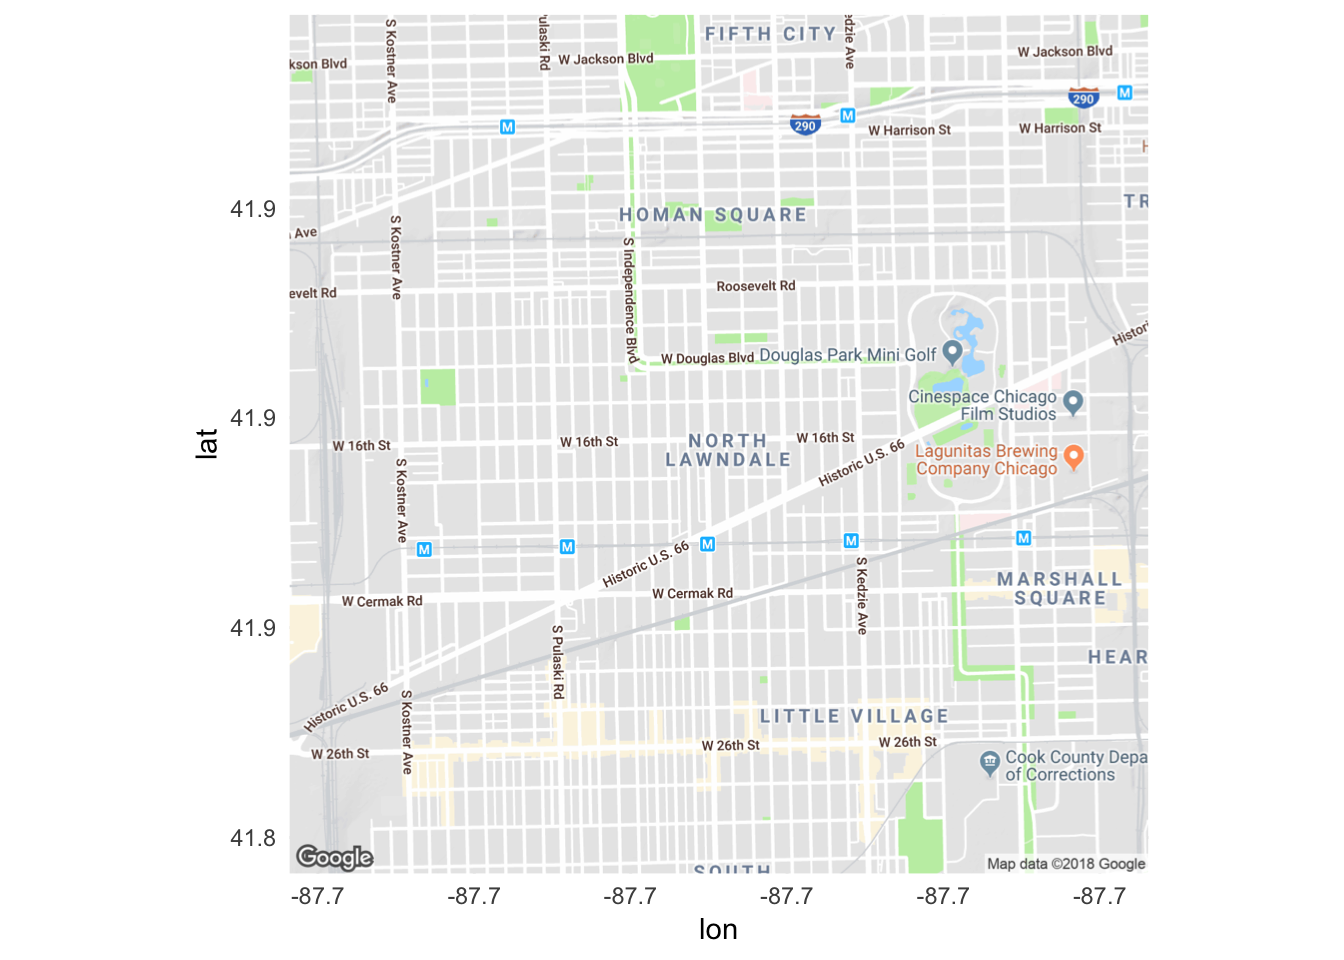 S Kostner Ave
ulaski Rd
FIFTH CITY
edzie Ave
kson Blvd
W Jackson Blvd
W Jackson Blvd
M
290
M
290
M
W Harrison St
W Harrison St
H
41.9
HOMAN SQUARE
TR
Ave
S Kostner Ave
S Independence Blvd
evelt Rd
Roosevelt Rd
Histori
W Douglas Blvd
Douglas Park Mini Golf
Cinespace Chicago
Film Studios
41.9
lat
W 16th St
W 16th St
NORTH
LAWNDALE
W 16th St
Historic U.S. 66
Lagunitas Brewing
Company Chicago
S Kostner Ave
M
M
M
M
M
Historic U.S. 66
S Kedzie Ave
W Cermak Rd
W Cermak Rd
MARSHALL
SQUARE
41.9
S Pulaski Rd
HEAR
Historic U.S. 66
S Kostner Ave
LITTLE VILLAGE
W 26th St
W 26th St
W 26th St
Cook County Depa
of Corrections
41.8
Google
SOUTH
Map data ©2018 Google
-87.7
-87.7
-87.7
-87.7
-87.7
-87.7
lon